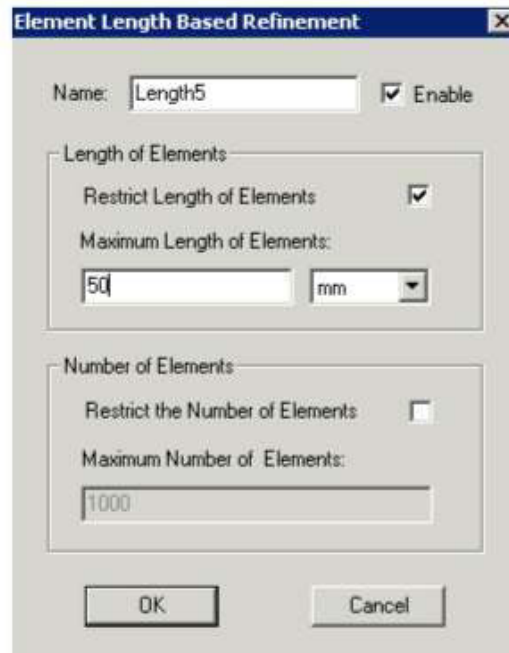 Element Length Based Refinement
Name: Length5 Enable
Length of Elements
Restrict Length of Elements
Maximum Length of Elements:
50 mm
Number of Elements
Restrict the Number of Elements
Maximum Number of Elements:
1000
OK Cancel